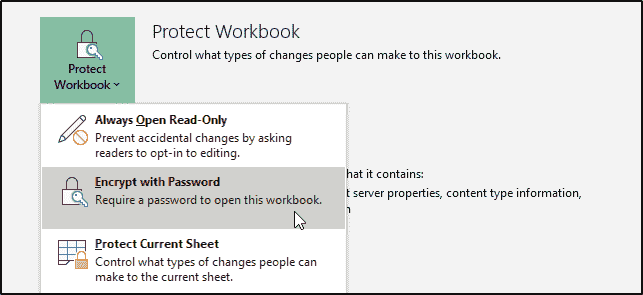 Protect Workbook
Control what types of changes people can make to this workbook.
Protect
Workbook
Always Open Read-Only
Prevent accidental changes by asking
readers to opt-in to editing.
Encrypt with Password
Require a password to open this workbook.
hat it contains:
t server properties, content type information,
n
Protect Current Sheet
Control what types of changes people can
make to the current sheet.